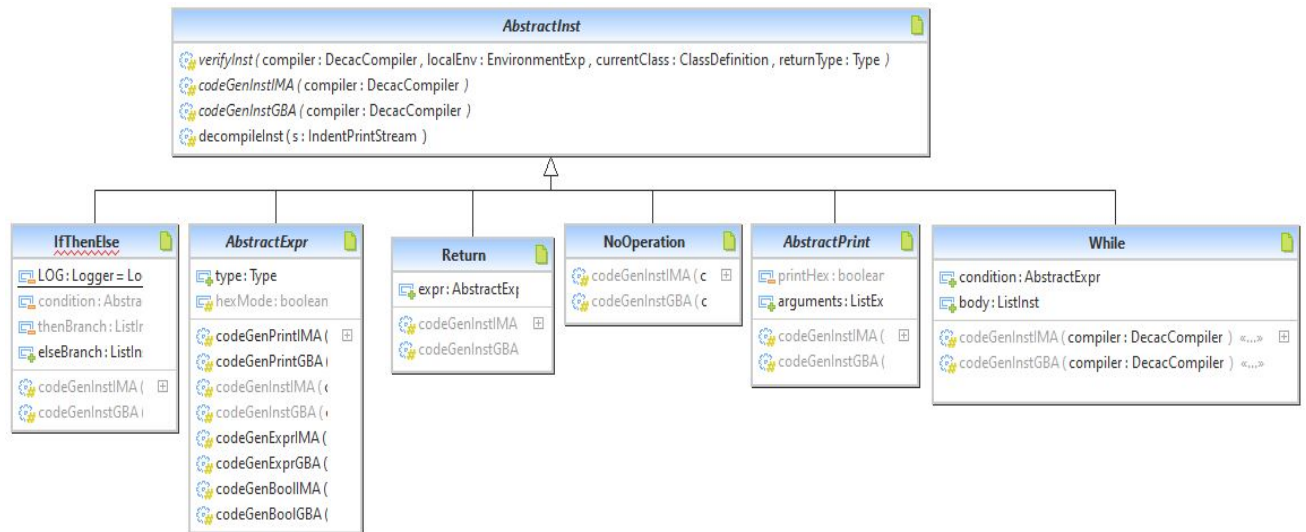 AbstractInst
verifyInst ( compiler : DecacCompiler , localEnv : EnvironmentExp , currentClass : ClassDefinition , returnType : Type )
codeGenInstIMA ( compiler : DecacCompiler )
codeGenInstGBA ( compiler : DecacCompiler )
decompileInst ( s : IndentPrintStream )
IfThenElse
LOG : Logger = Lo
condition : Abstra
thenBranch : ListIr
elseBranch : ListIn
codeGenInstIMA (
codeGenInstGBA (
AbstractExpr
type : Type
hexMode : boolean
codeGenPrintIMA (
codeGenPrintGBA (
codeGenInstIMA ( c
codeGenInstGBA (
codeGenExprIMA (
codeGenExprGBA (
codeGenBoolIMA (
codeGenBoolGBA (
Return
expr : AbstractExp
codeGenInstIMA
codeGenInstGBA
NoOperation
codeGenInstIMA ( c
codeGenInstGBA ( c
AbstractPrint
printHex : boolear
arguments : ListEx
codeGenInstIMA (
codeGenInstGBA (
While
condition : AbstractExpr
body : ListInst
codeGenInstIMA ( compiler : DecacCompiler ) «...»
codeGenInstGBA ( compiler : DecacCompiler ) «...»